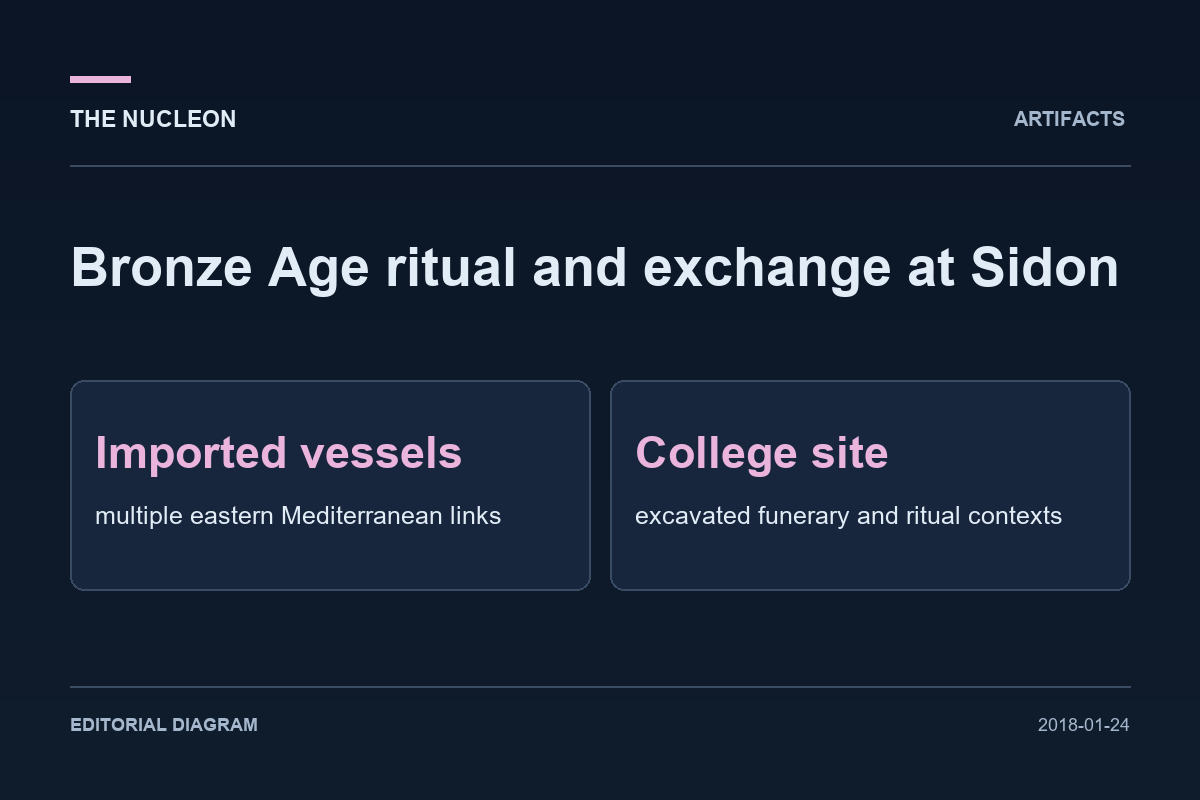 THE NUCLEON
ARTIFACTS
Bronze Age ritual and exchange at Sidon
Imported vessels
multiple eastern Mediterranean links
College site
excavated funerary and ritual contexts
EDITORIAL DIAGRAM
2018-01-24